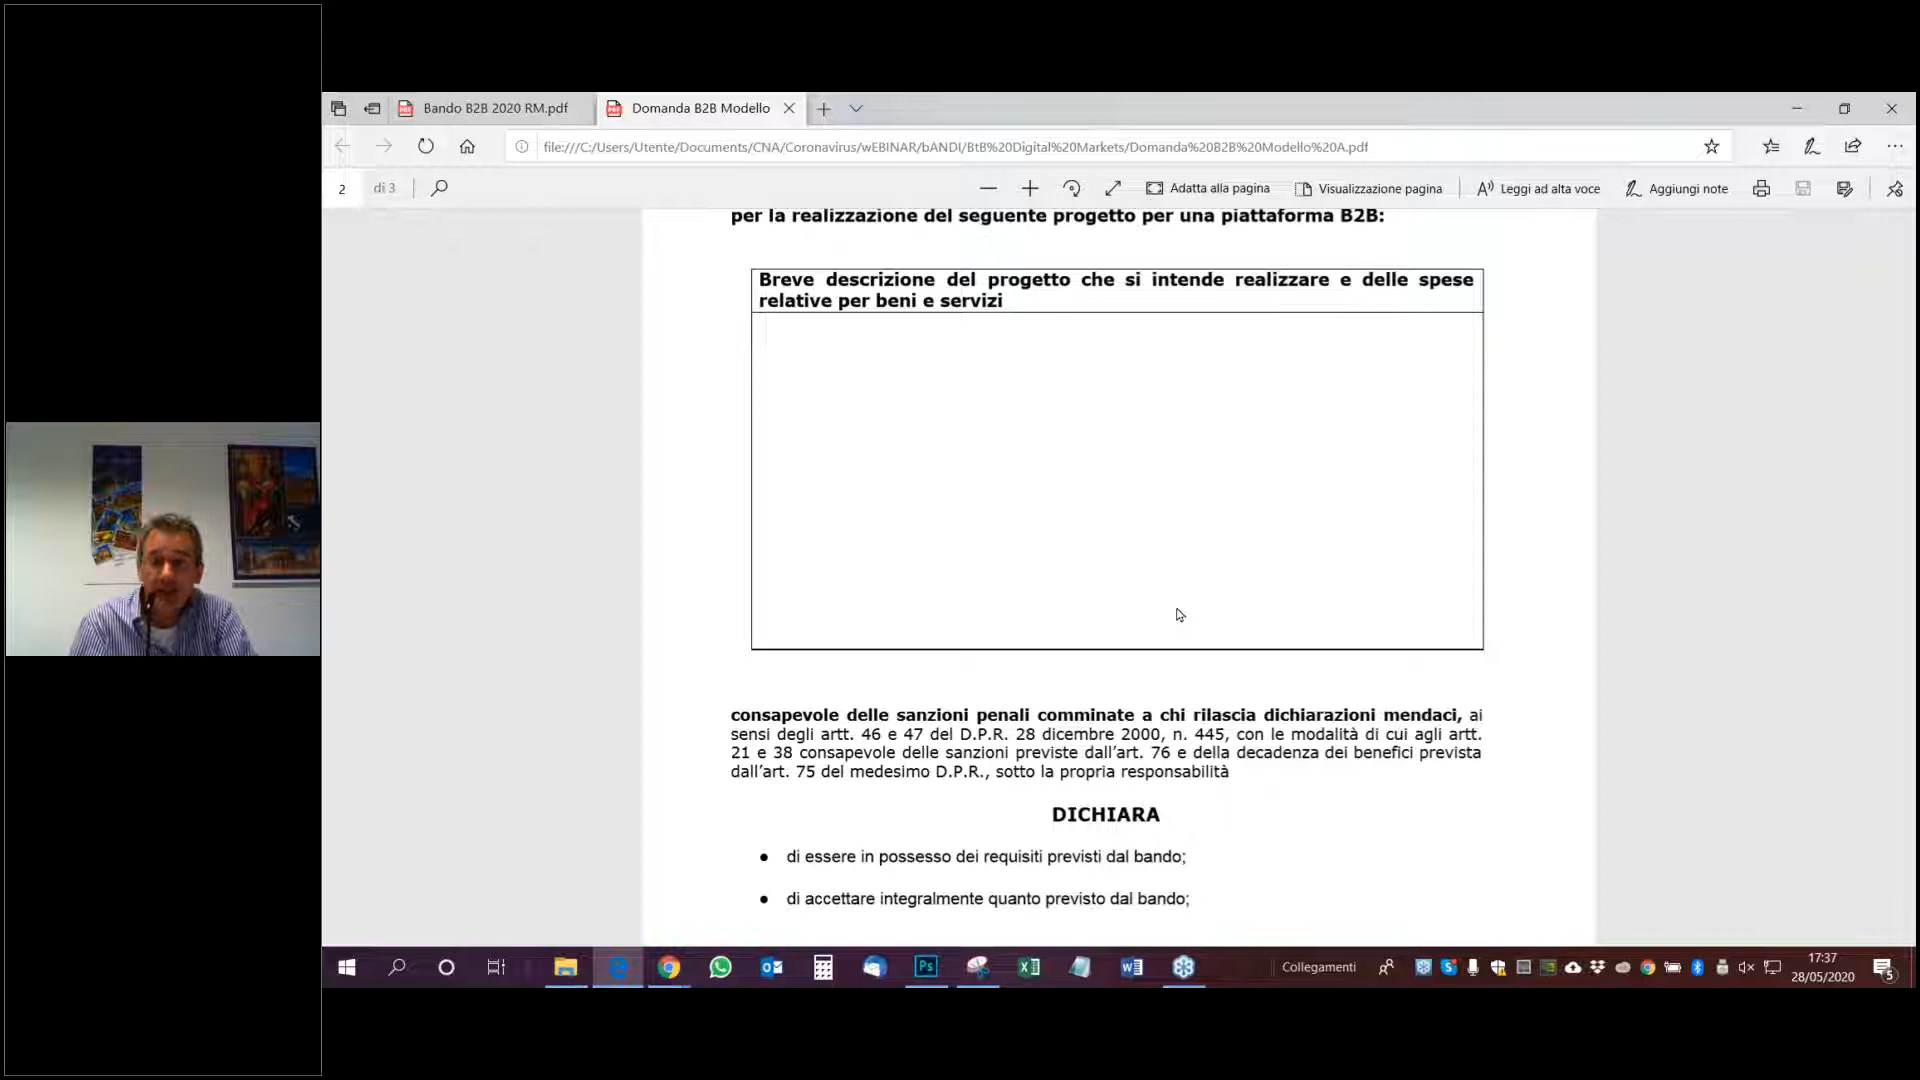 Bando B2B 2020 RM.pdf
Domanda B2B Modello
file:///C:/Users/Utente/Documents/CNA/Coronavirus/wEBINAR/bANDI/BtB%20Digital%20Markets/Domanda%20B2B%20Modello%20A.pdf
2 di 3
Adatta alla pagina
Visualizzazione pagina
Leggi ad alta voce
Aggiungi note
per la realizzazione del seguente progetto per una piattaforma B2B:
Breve descrizione del progetto che si intende realizzare e delle spese
relative per beni e servizi
consapevole delle sanzioni penali comminate a chi rilascia dichiarazioni mendaci, ai
sensi degli artt. 46 e 47 del D.P.R. 28 dicembre 2000, n. 445, con le modalità di cui agli artt.
21 e 38 consapevole delle sanzioni previste dall'art. 76 e della decadenza dei benefici prevista
dall'art. 75 del medesimo D.P.R., sotto la propria responsabilità
DICHIARA
● di essere in possesso dei requisiti previsti dal bando;
● di accettare integralmente quanto previsto dal bando;
Ps
Collegamenti
17:37
28/05/2020
5